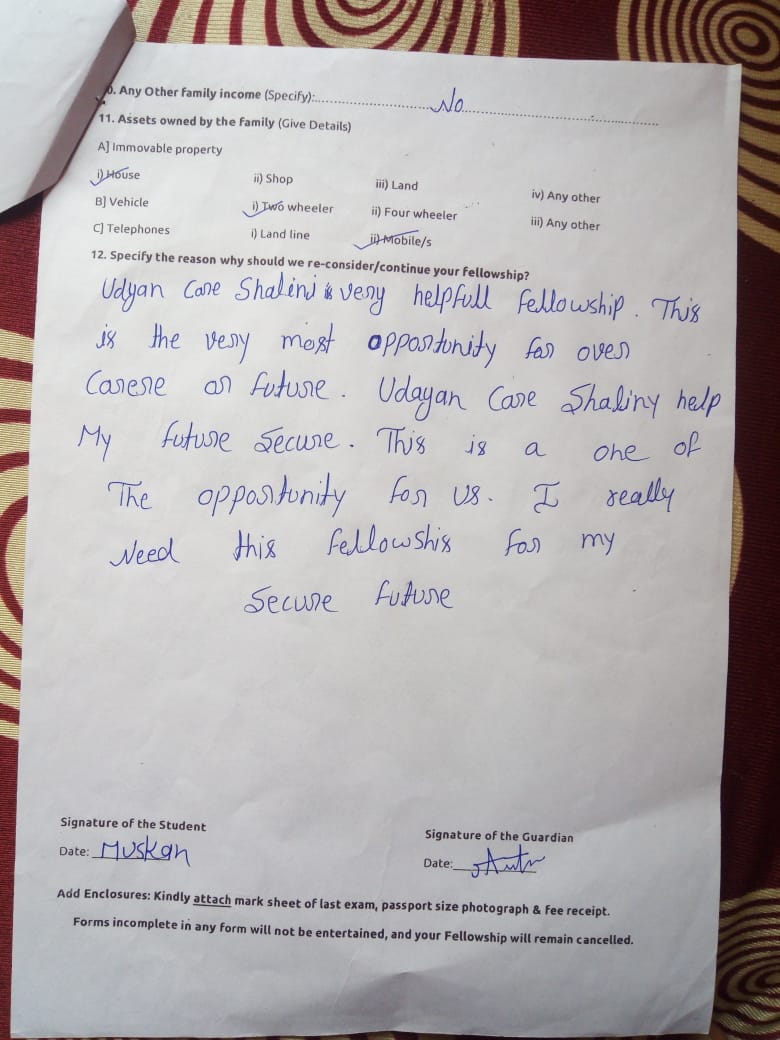 0. Any Other family income (Specify):..............................No..............................................
11. Assets owned by the family (Give Details)
A] Immovable property
i) House ii) Shop iii) Land iv) Any other
B] Vehicle i) Two wheeler ii) Four wheeler iii) Any other
C] Telephones i) Land line ii) Mobile/s
12. Specify the reason why should we re-consider/continue your fellowship?
Udyan Care Shalini is very helpfull fellowship. This
is the very most opportunity for over
Carere or future. Udayan Care Shaliny help
My future secure. This is a one of
The opportunity for us. I really
Need this fellowshis for my
Secure future
Signature of the Student Signature of the Guardian
Date: Muskan Date:
Add Enclosures: Kindly attach mark sheet of last exam, passport size photograph & fee receipt.
Forms incomplete in any form will not be entertained, and your Fellowship will remain cancelled.